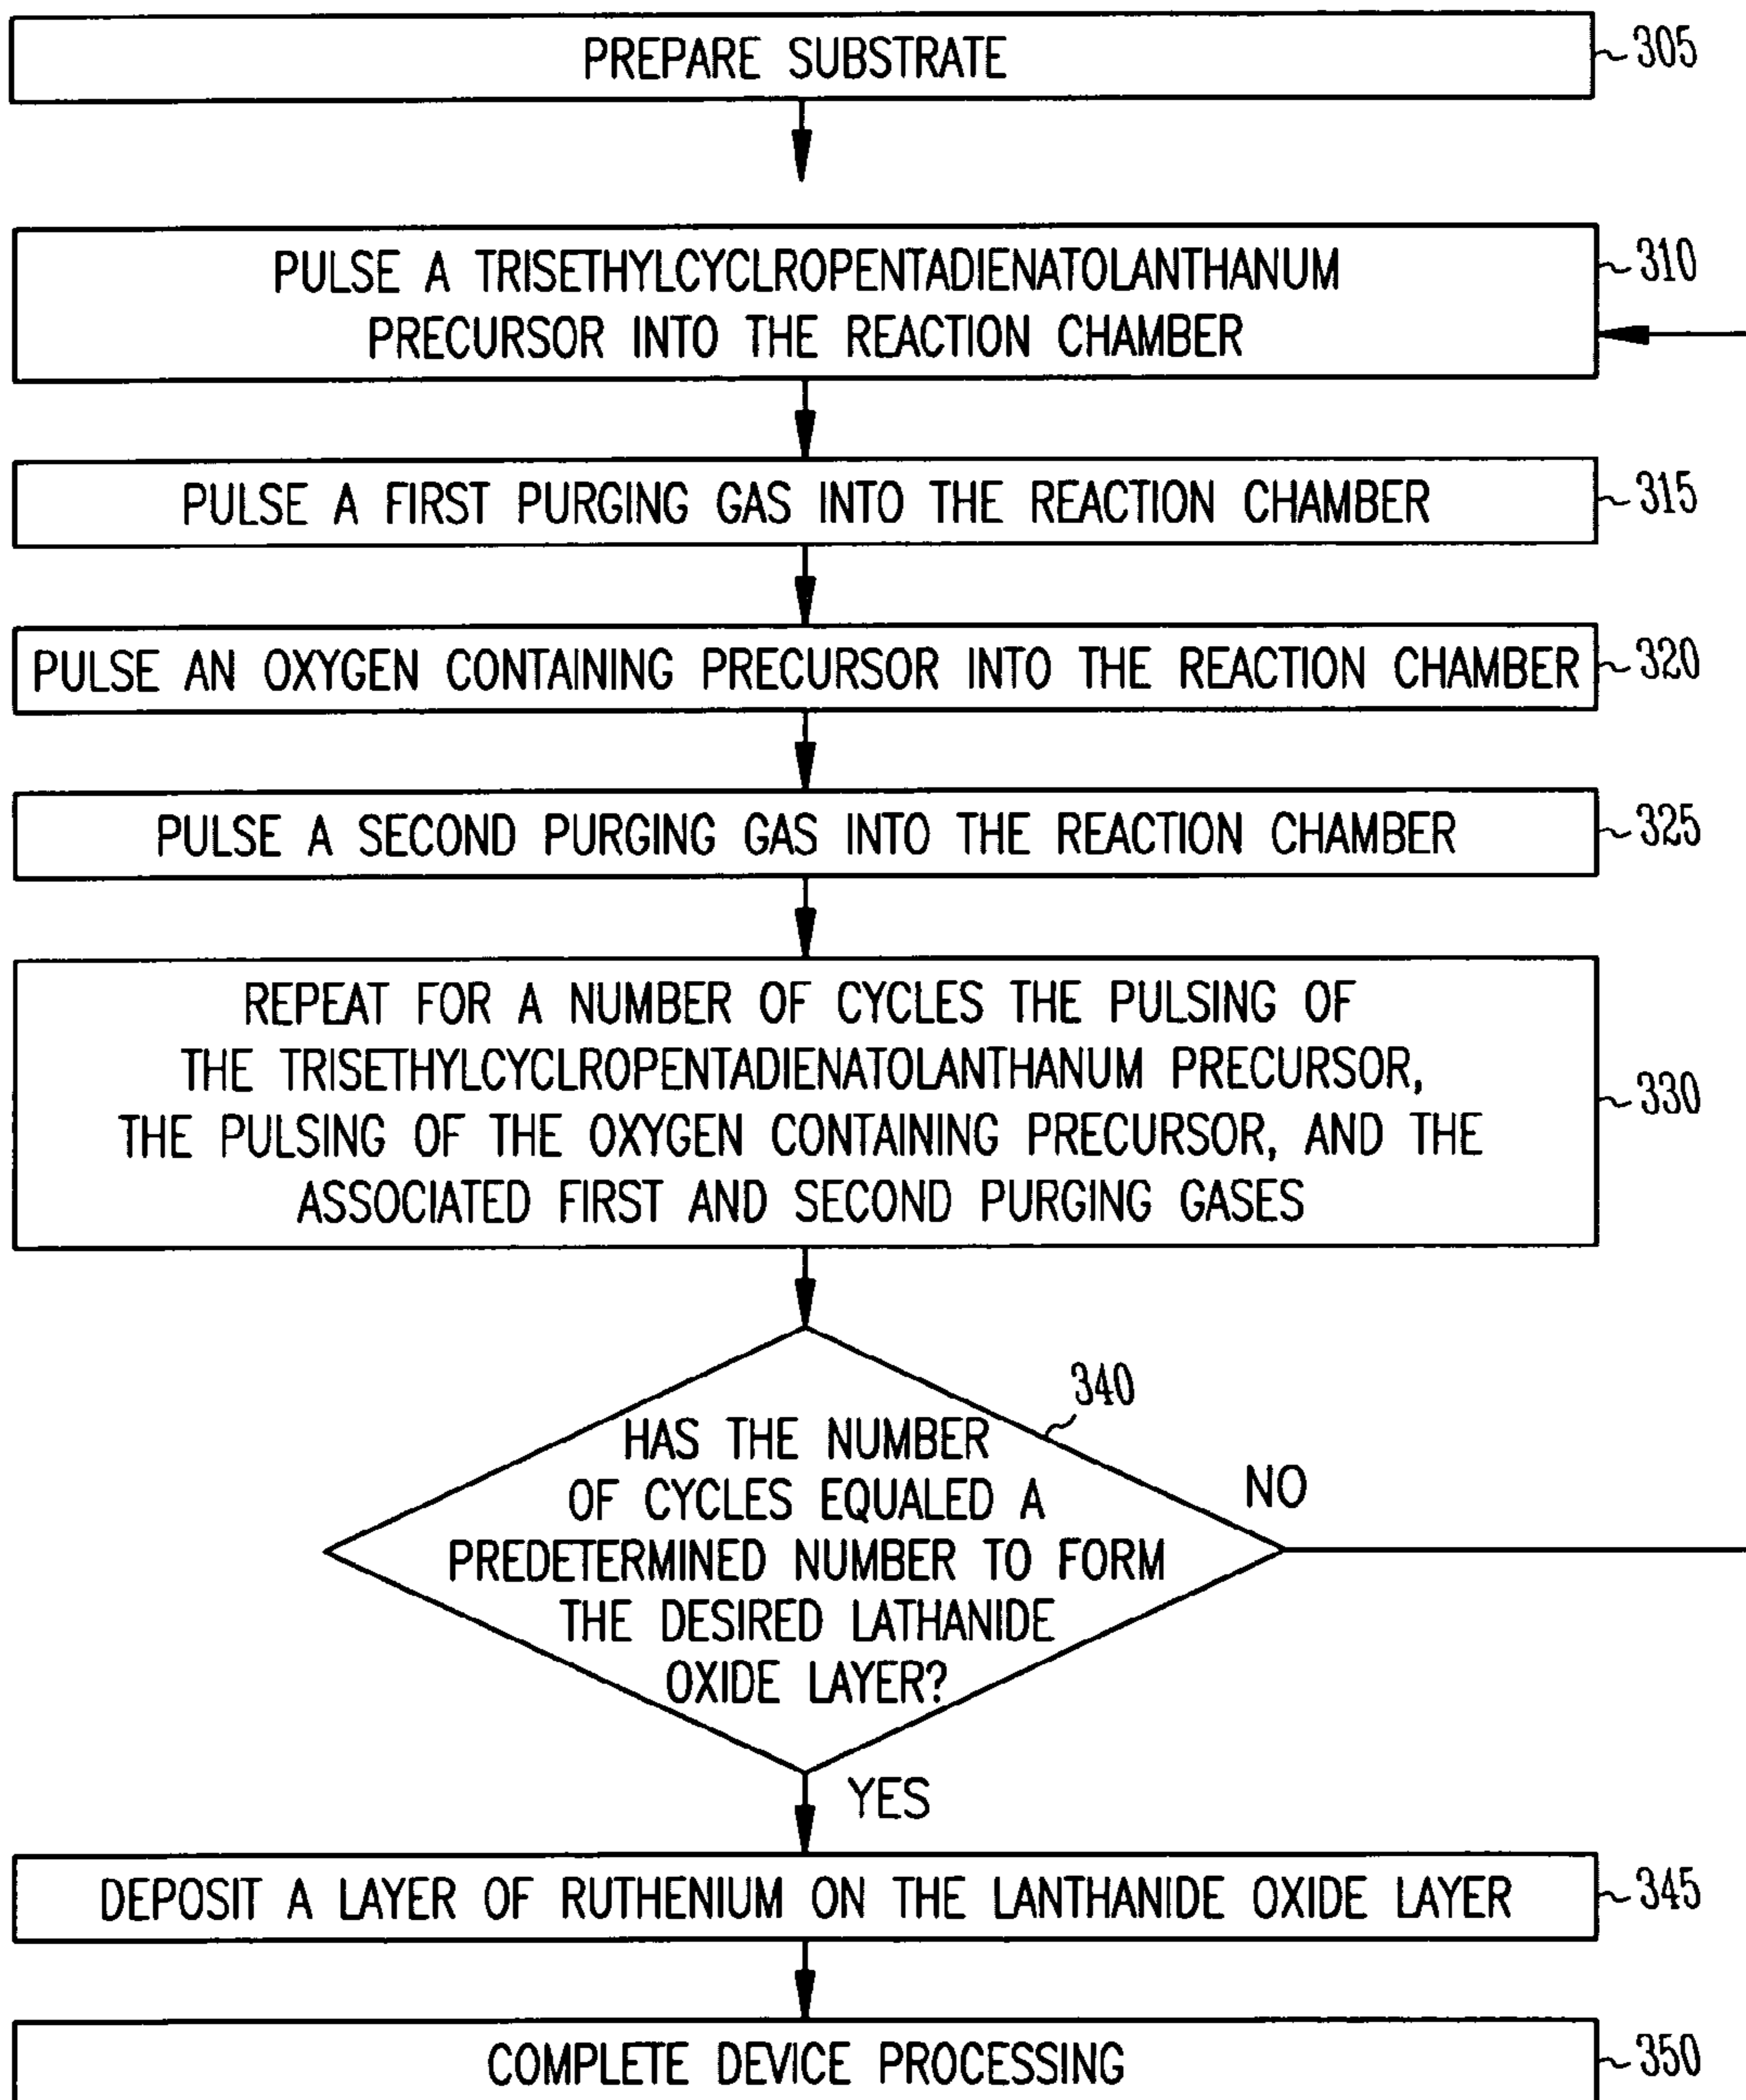 PREPARE SUBSTRATE
305
PULSE A TRISETHYLCYCLROPENTADIENATOLANTHANUM
PRECURSOR INTO THE REACTION CHAMBER
310
PULSE A FIRST PURGING GAS INTO THE REACTION CHAMBER
315
PULSE AN OXYGEN CONTAINING PRECURSOR INTO THE REACTION CHAMBER
320
PULSE A SECOND PURGING GAS INTO THE REACTION CHAMBER
325
REPEAT FOR A NUMBER OF CYCLES THE PULSING OF
THE TRISETHYLCYCLROPENTADIENATOLANTHANUM PRECURSOR,
THE PULSING OF THE OXYGEN CONTAINING PRECURSOR, AND THE
ASSOCIATED FIRST AND SECOND PURGING GASES
330
340
HAS THE NUMBER
OF CYCLES EQUALED A
PREDETERMINED NUMBER TO FORM
THE DESIRED LATHANIDE
OXIDE LAYER?
NO
YES
DEPOSIT A LAYER OF RUTHENIUM ON THE LANTHANIDE OXIDE LAYER
345
COMPLETE DEVICE PROCESSING
350